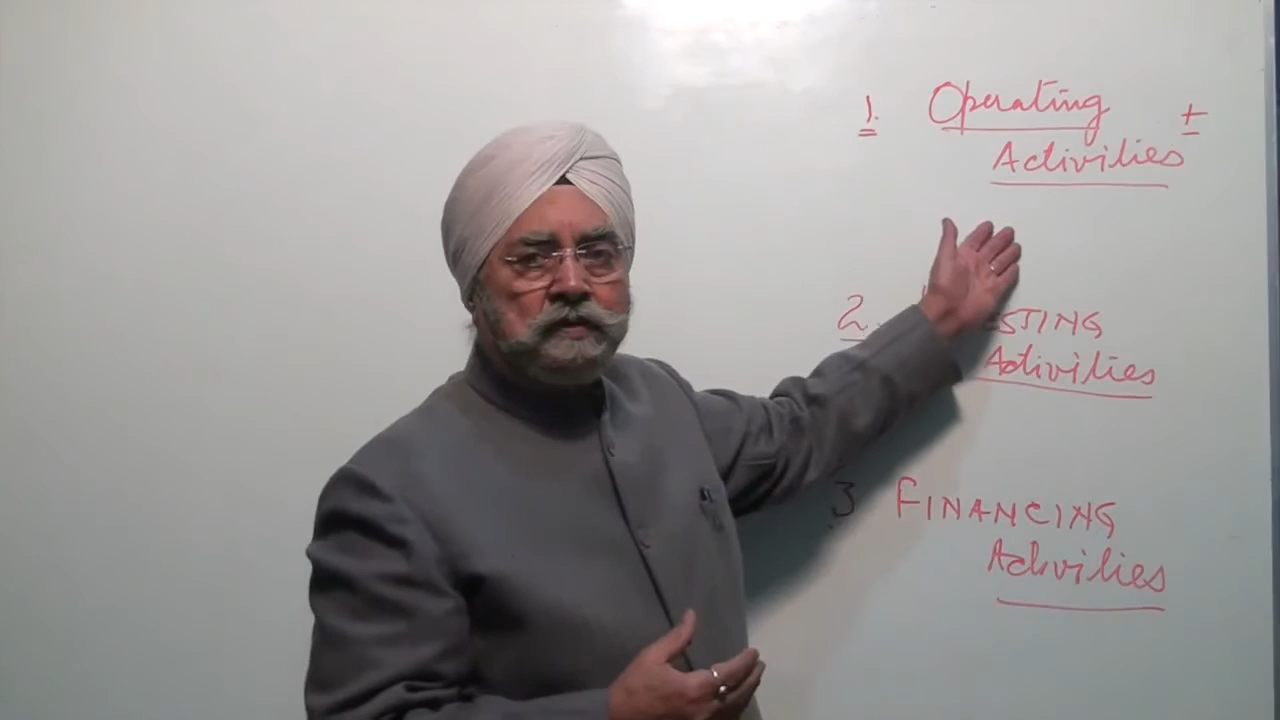 1. Operating +
Activities
2.
Activities
3 FINANCING
Activities